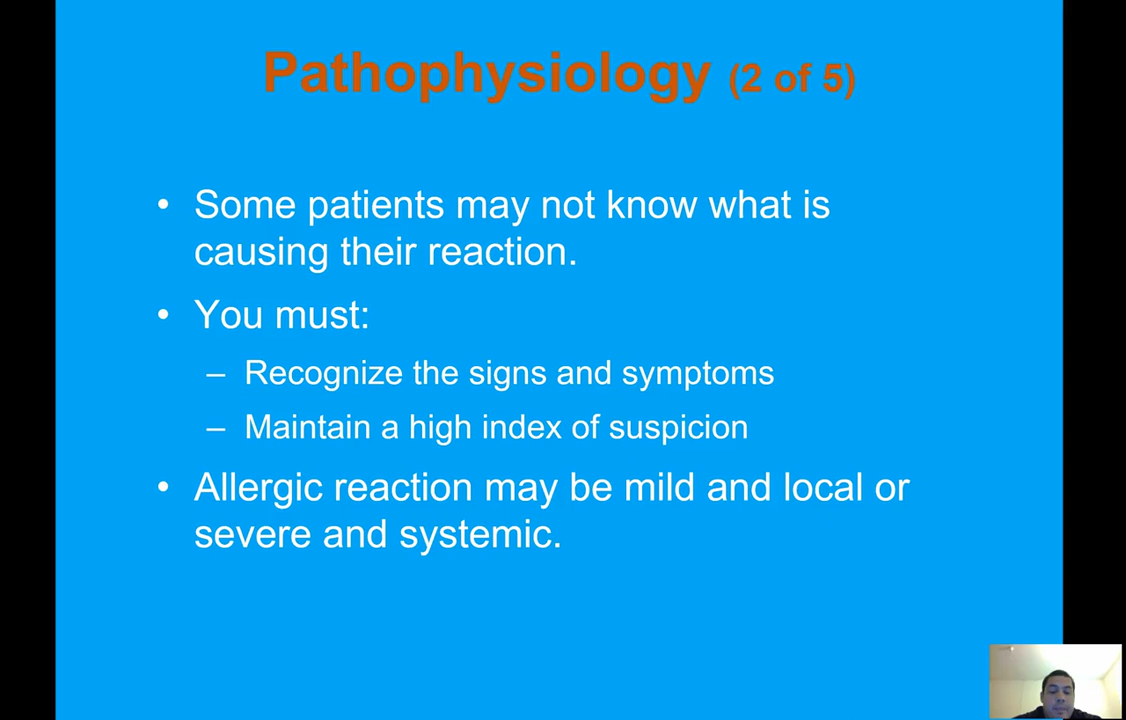 Pathophysiology (2 of 5)
• Some patients may not know what is
causing their reaction.
• You must:
– Recognize the signs and symptoms
– Maintain a high index of suspicion
• Allergic reaction may be mild and local or
severe and systemic.